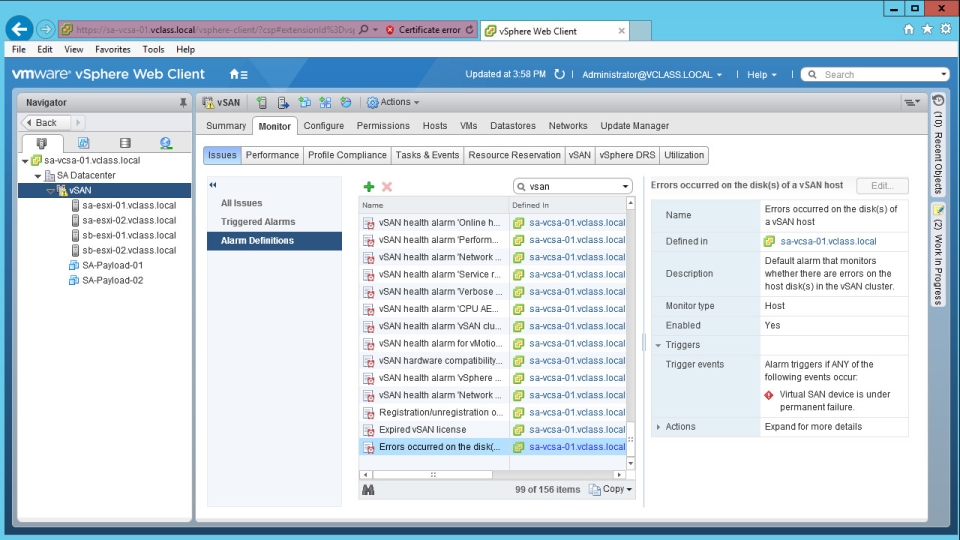 https://sa-vcsa-01.vclass.local/vsphere-client/?csp#extensionId%3Dvsp
Certificate error
vSphere Web Client
File Edit View Favorites Tools Help
vmware® vSphere Web Client
Updated at 3:58 PM
Administrator@VCLASS.LOCAL
Help
Search
Navigator
Back
sa-vcsa-01.vclass.local
SA Datacenter
vSAN
sa-esxi-01.vclass.local
sa-esxi-02.vclass.local
sb-esxi-01.vclass.local
sb-esxi-02.vclass.local
SA-Payload-01
SA-Payload-02
vSAN
Actions
Summary Monitor Configure Permissions Hosts VMs Datastores Networks Update Manager
Issues Performance Profile Compliance Tasks & Events Resource Reservation vSAN vSphere DRS Utilization
All Issues
Triggered Alarms
Alarm Definitions
vsan
Name Defined In
vSAN health alarm 'Online h... sa-vcsa-01.vclass.local
vSAN health alarm 'Perform... sa-vcsa-01.vclass.local
vSAN health alarm 'Network ... sa-vcsa-01.vclass.local
vSAN health alarm 'Service r... sa-vcsa-01.vclass.local
vSAN health alarm 'Verbose ... sa-vcsa-01.vclass.local
vSAN health alarm 'CPU AE... sa-vcsa-01.vclass.local
vSAN health alarm 'vSAN clu... sa-vcsa-01.vclass.local
vSAN health alarm for vMotio... sa-vcsa-01.vclass.local
vSAN hardware compatibility... sa-vcsa-01.vclass.local
vSAN health alarm 'vSphere ... sa-vcsa-01.vclass.local
vSAN health alarm 'Network ... sa-vcsa-01.vclass.local
Registration/unregistration o... sa-vcsa-01.vclass.local
Expired vSAN license sa-vcsa-01.vclass.local
Errors occurred on the disk(... sa-vcsa-01.vclass.local
99 of 156 items
Copy
Errors occurred on the disk(s) of a vSAN host
Edit...
Name Errors occurred on the disk(s) of
a vSAN host
Defined in sa-vcsa-01.vclass.local
Description Default alarm that monitors
whether there are errors on the
host disk(s) in the vSAN cluster.
Monitor type Host
Enabled Yes
Triggers
Trigger events Alarm triggers if ANY of the
following events occur:
Virtual SAN device is under
permanent failure.
Actions Expand for more details
(10) Recent Objects
(2) Work In Progress